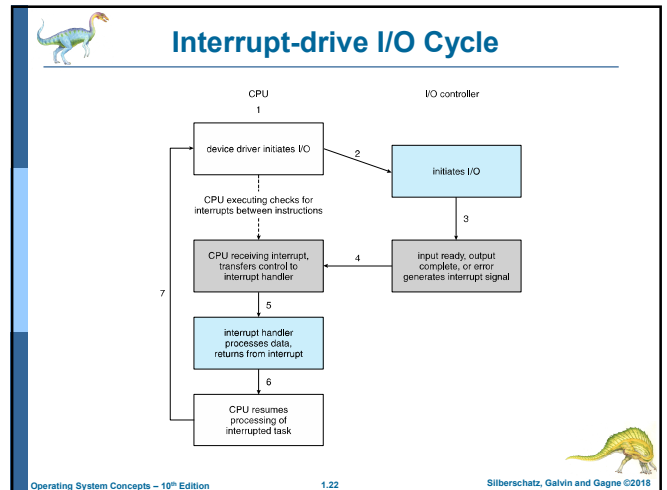 Interrupt-drive I/O Cycle
CPU
I/O controller
1
device driver initiates I/O
2
initiates I/O
CPU executing checks for
interrupts between instructions
3
CPU receiving interrupt,
transfers control to
interrupt handler
4
input ready, output
complete, or error
generates interrupt signal
7
5
interrupt handler
processes data,
returns from interrupt
6
CPU resumes
processing of
interrupted task
Operating System Concepts – 10th Edition
1.22
Silberschatz, Galvin and Gagne ©2018